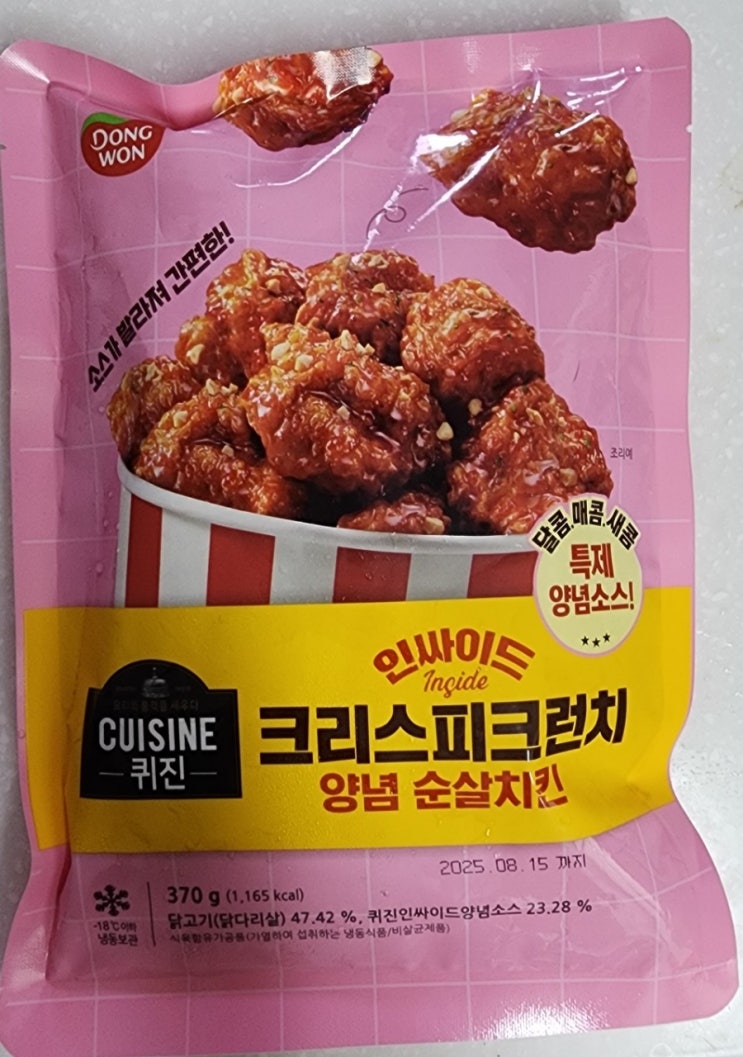 DONG
WON
소스가 발라져 간편한!
조리예
달콤.매콤.새콤
특제
양념소스!
인싸이드
Inside
크리스피크런치
양념 순살치킨
CUISINE
퀴진
2025.08.15 까지
370 g (1,165 kcal)
닭고기(닭다리살) 47.42 %, 퀴진인싸이드양념소스 23.28 %
식육함유가공품(가열하여 섭취하는 냉동식품/비살균제품)
-18℃이하
냉동보관